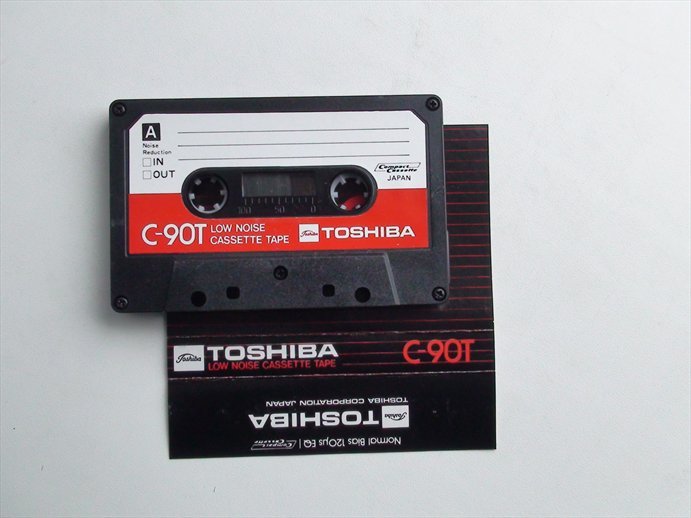 A
Noise
Reduction
IN
OUT
Compact
Cassette
JAPAN
100 50 0
C-90T LOW NOISE
CASSETTE TAPE
Toshiba TOSHIBA
Toshiba TOSHIBA C-90T
LOW NOISE CASSETTE TAPE
Normal Bias 120µs EQ | Compact Cassette
Toshiba TOSHIBA
TOSHIBA CORPORATION JAPAN